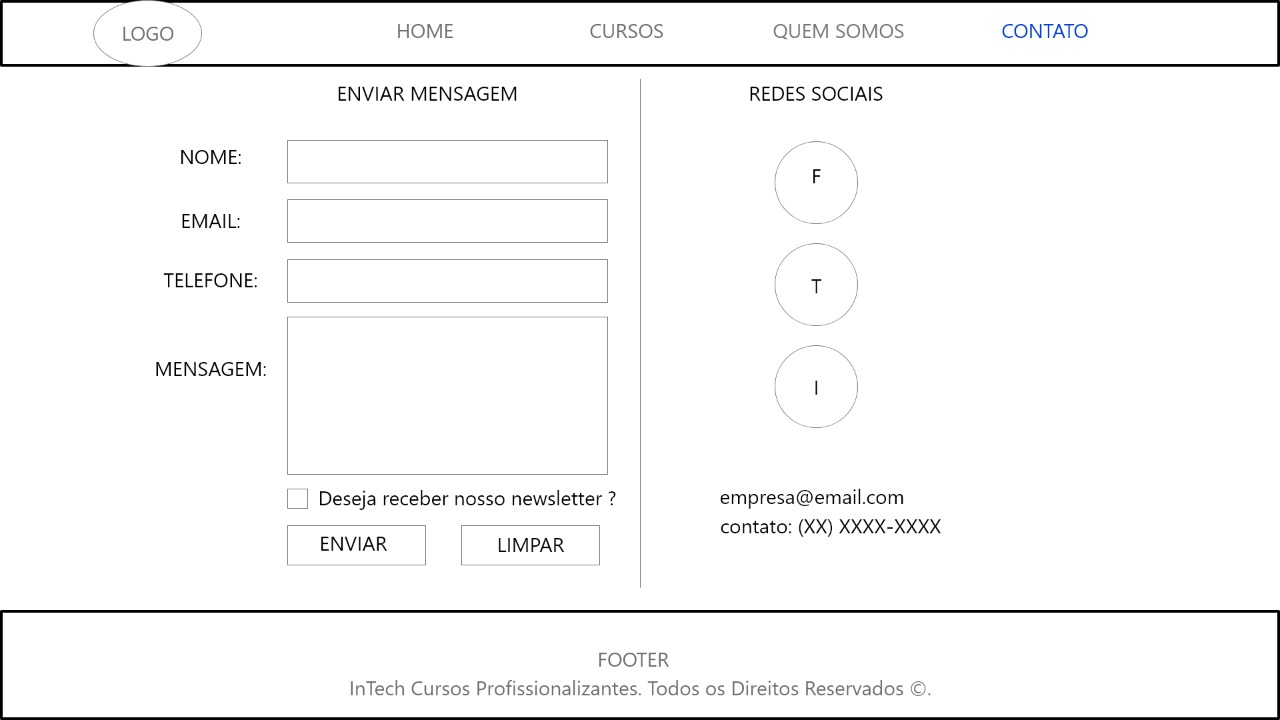 LOGO
HOME
CURSOS
QUEM SOMOS
CONTATO
ENVIAR MENSAGEM
NOME:
EMAIL:
TELEFONE:
MENSAGEM:
Deseja receber nosso newsletter ?
ENVIAR
LIMPAR
REDES SOCIAIS
F
T
I
empresa@email.com
contato: (XX) XXXX-XXXX
FOOTER
InTech Cursos Profissionalizantes. Todos os Direitos Reservados ©.